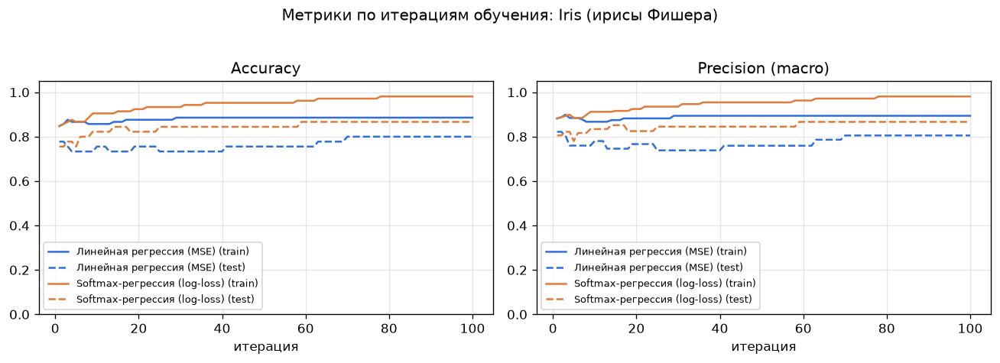 Метрики по итерациям обучения: Iris (ирисы Фишера)
Accuracy
1.0
0.8
0.6
0.4
0.2
0.0
Линейная регрессия (MSE) (train)
Линейная регрессия (MSE) (test)
Softmax-регрессия (log-loss) (train)
Softmax-регрессия (log-loss) (test)
0 20 40 60 80 100
итерация
Precision (macro)
1.0
0.8
0.6
0.4
0.2
0.0
Линейная регрессия (MSE) (train)
Линейная регрессия (MSE) (test)
Softmax-регрессия (log-loss) (train)
Softmax-регрессия (log-loss) (test)
0 20 40 60 80 100
итерация